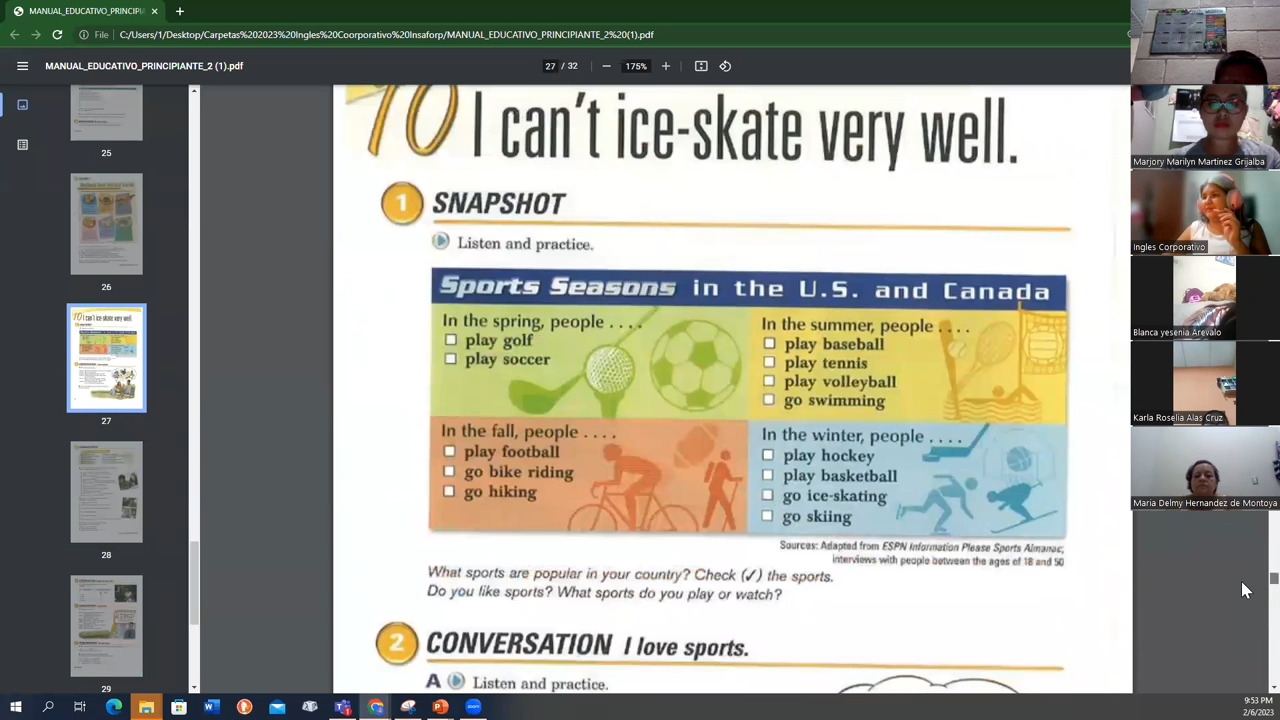 MANUAL_EDUCATIVO_PRINCIPI
File
C:/Users/1/Desktop/Carpetas%202023%20Ingles%20Corporativo%20Insaforp/MANUAL_EDUCATIVO_PRINCIPIANTE_2%20(1).pdf
MANUAL_EDUCATIVO_PRINCIPIANTE_2 (1).pdf
27 / 32
175%
25
26
27
28
29
10 I can't ice-skate very well.
1 SNAPSHOT
Listen and practice.
Sports Seasons in the U.S. and Canada
In the spring, people . . . .
play golf
play soccer
In the summer, people . . . .
play baseball
play tennis
play volleyball
go swimming
In the fall, people . . . .
play football
go bike riding
go hiking
In the winter, people . . . .
play hockey
play basketball
go ice-skating
go skiing
Sources: Adapted from ESPN Information Please Sports Almanac;
interviews with people between the ages of 18 and 50
What sports are popular in your country? Check (✓) the sports.
Do you like sports? What sports do you play or watch?
2 CONVERSATION I love sports.
A Listen and practice.
Marjory Marilyn Martínez Grijalba
Ingles Corporativo
Blanca yesenia Arevalo
Karla Roselia Alas Cruz
Maria Delmy Hernandez de Montoya
9:53 PM
2/6/2023